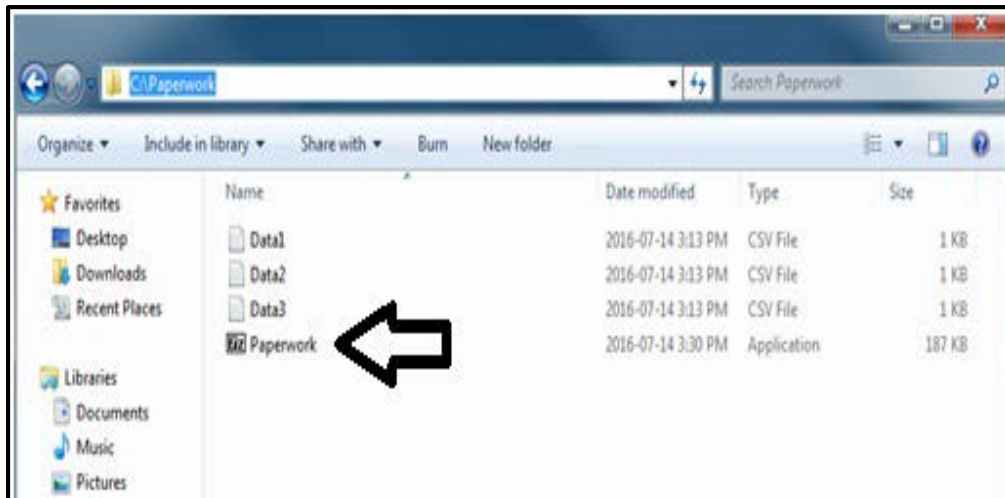 C:\Paperwork
Search Paperwork
Organize Include in library Share with Burn New folder
Favorites
Desktop
Downloads
Recent Places
Libraries
Documents
Music
Pictures
Name Date modified Type Size
Data1 2016-07-14 3:13 PM CSV File 1 KB
Data2 2016-07-14 3:13 PM CSV File 1 KB
Data3 2016-07-14 3:13 PM CSV File 1 KB
Paperwork 2016-07-14 3:30 PM Application 187 KB